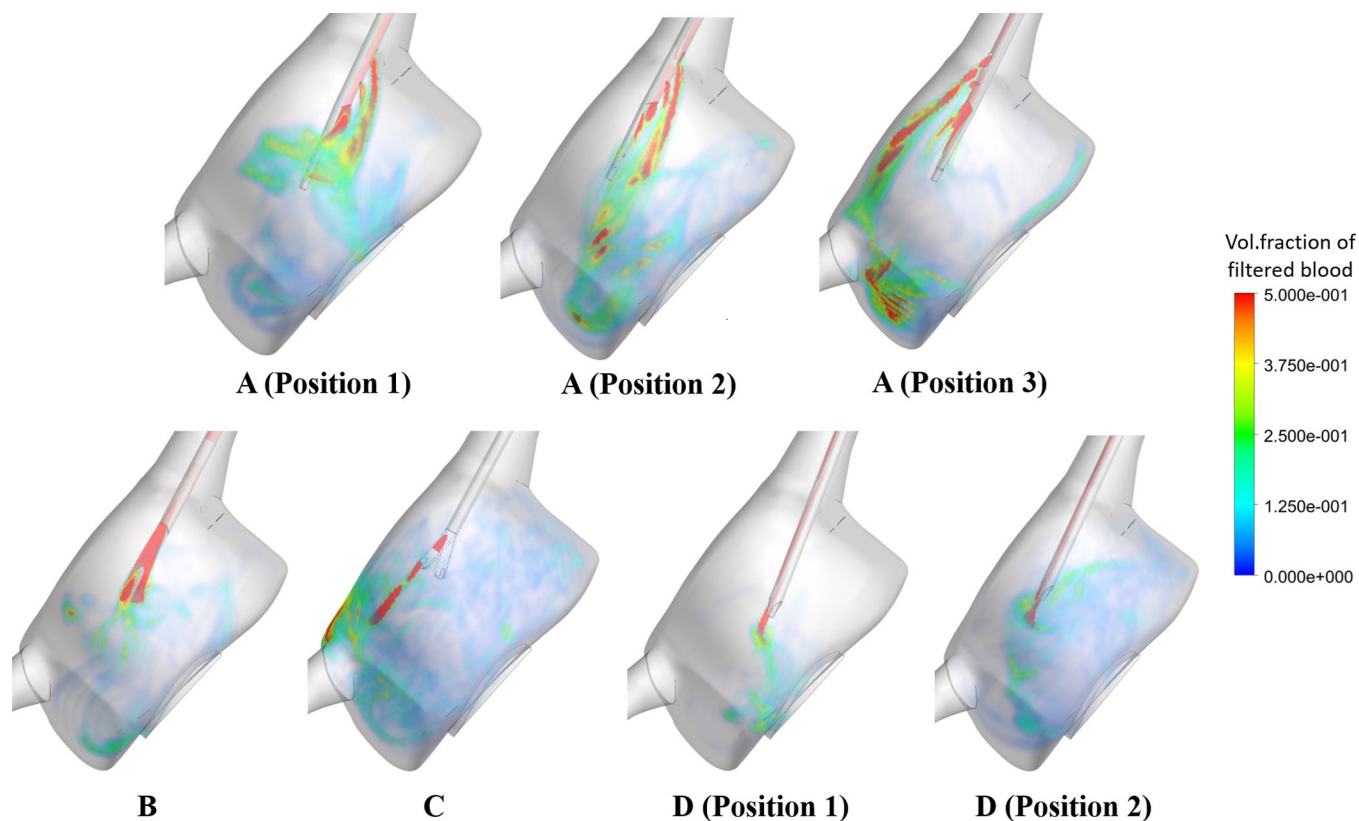 A (Position 1)
A (Position 2)
A (Position 3)
Vol.fraction of
filtered blood
5.000e-001
3.750e-001
2.500e-001
1.250e-001
0.000e+000
B
C
D (Position 1)
D (Position 2)